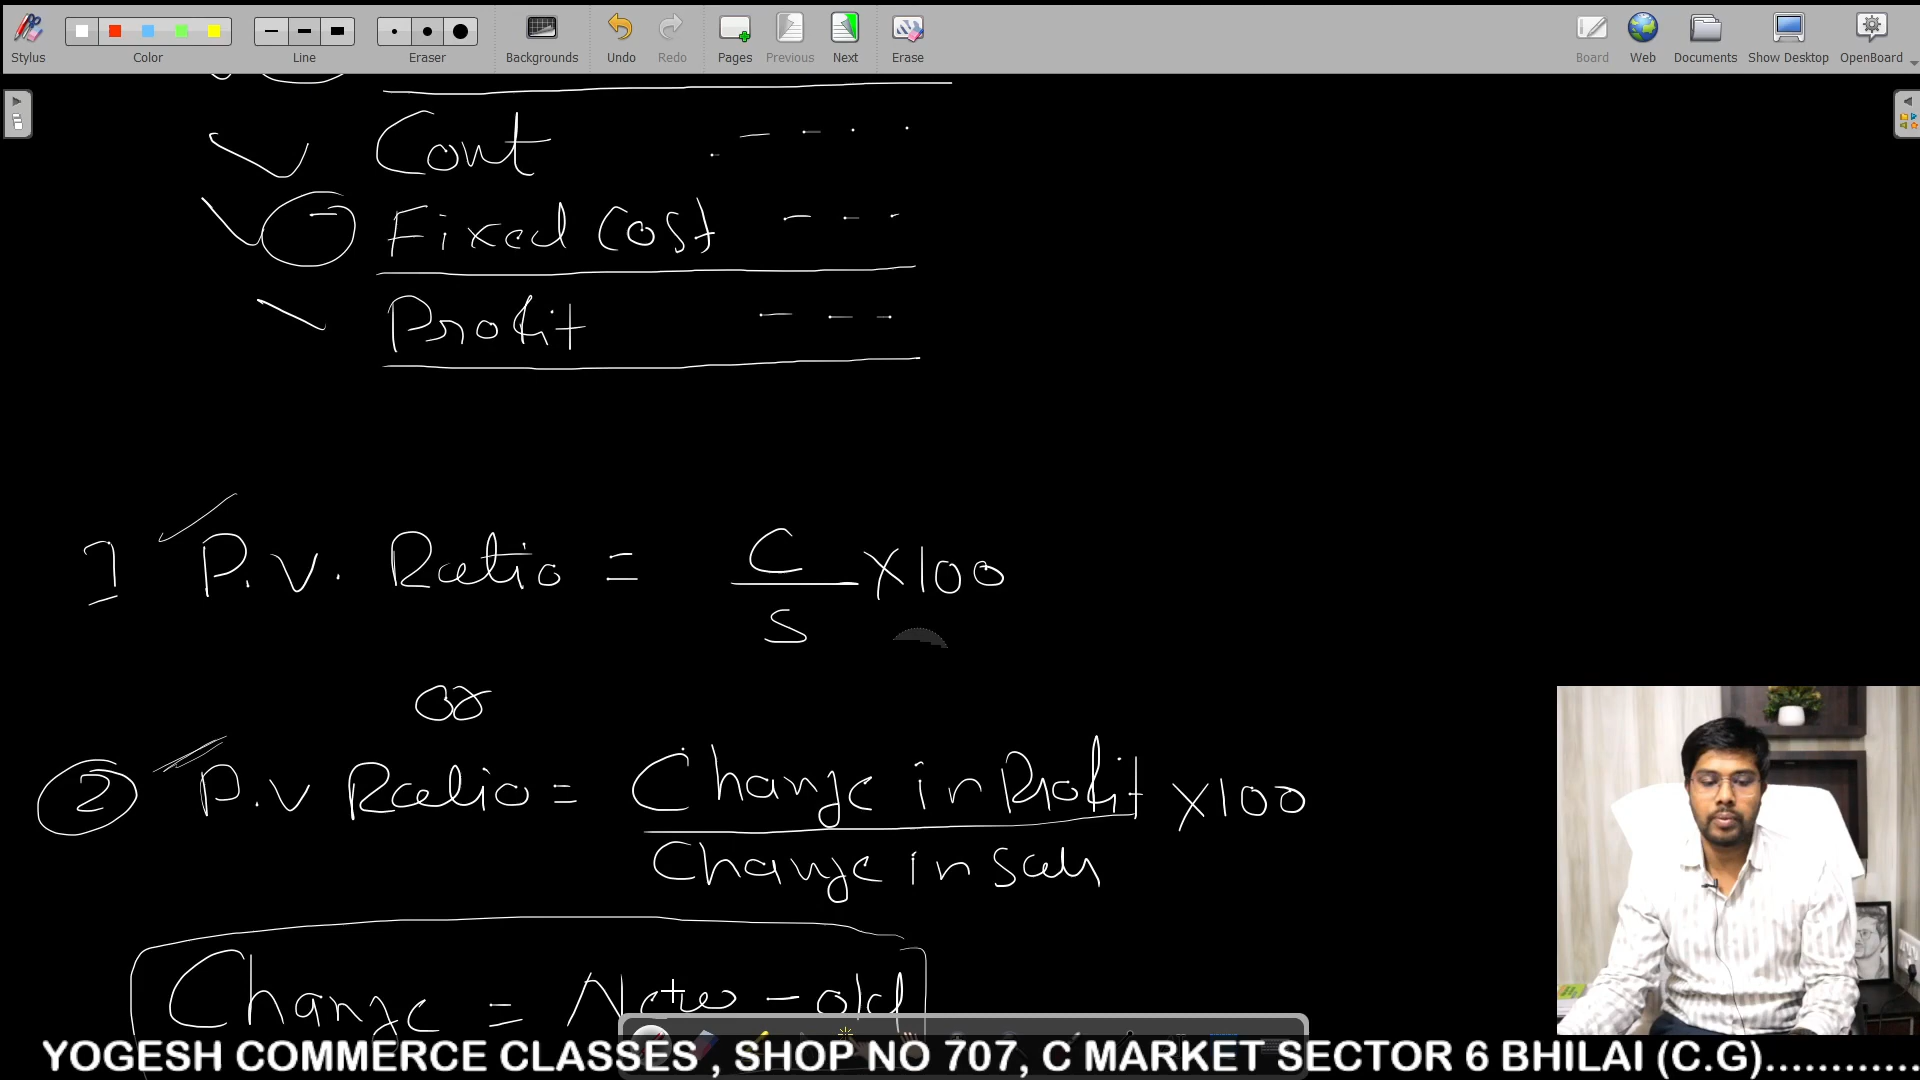 Stylus Color Line Eraser Backgrounds Undo Redo Pages Previous Next Erase Board Web Documents Show Desktop OpenBoard
Cont
- Fixed Cost
Profit
1 P.V. Ratio = C/S X100
or
2 P.V Ratio = Change in Profit/Change in Sales X100
Change = New - old
YOGESH COMMERCE CLASSES , SHOP NO 707, C MARKET SECTOR 6 BHILAI (C.G)............